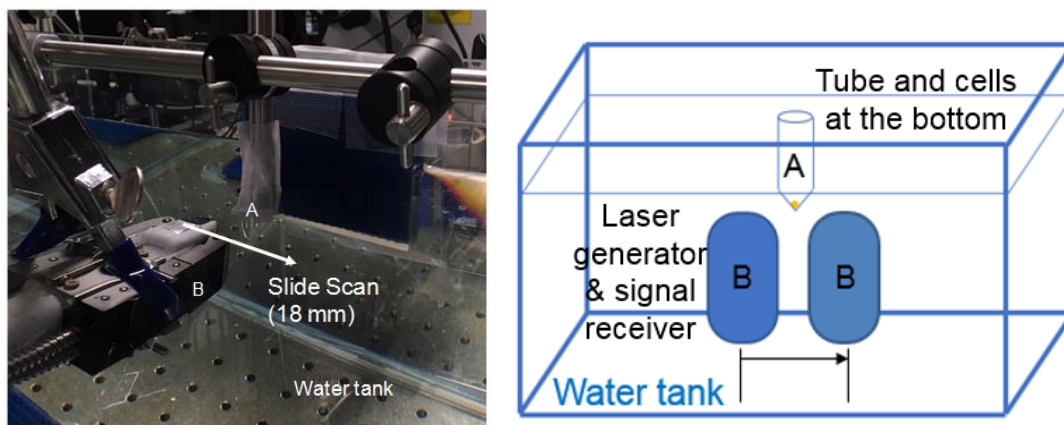 A
B
Slide Scan
(18 mm)
Water tank
Tube and cells
at the bottom
A
Laser
generator
& signal
receiver
B
B
Water tank